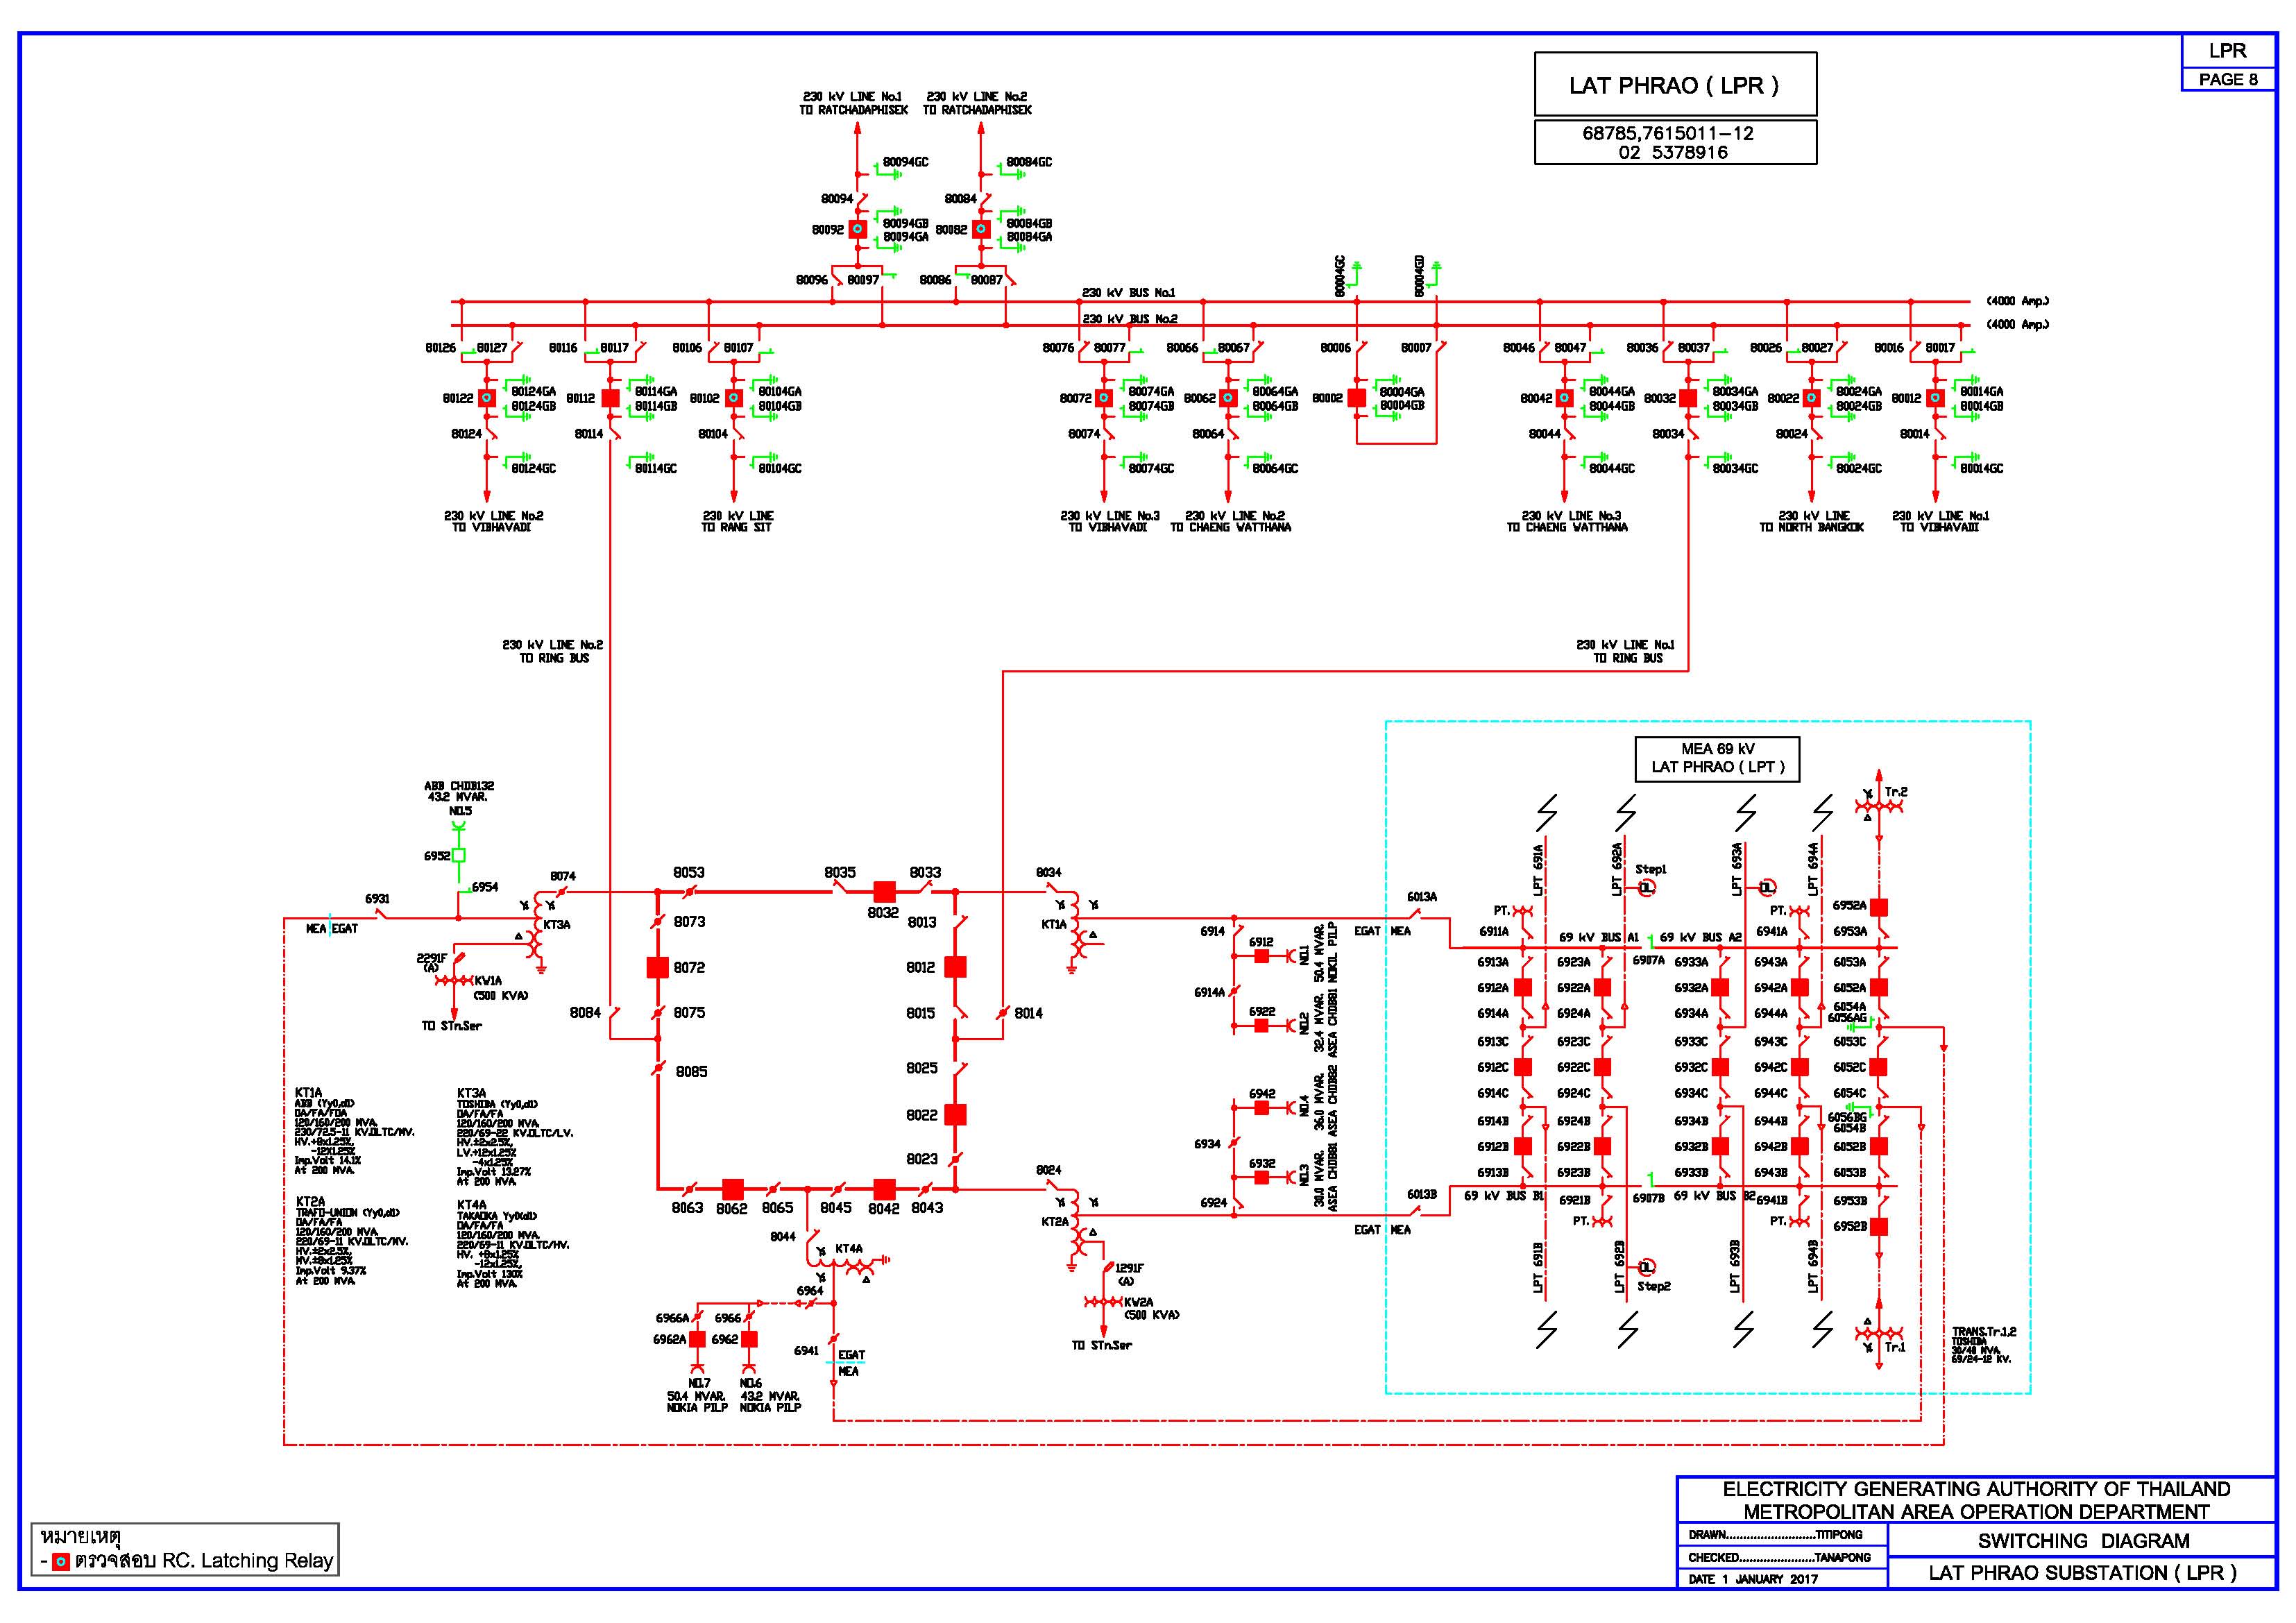 LPR
PAGE 8
LAT PHRAO ( LPR )
68785,7615011-12
02 5378916
230 kV LINE No.1
TO RATCHADAPHISEK
230 kV LINE No.2
TO RATCHADAPHISEK
80094GC
80084GC
80094
80084
80094GB
80084GB
80092
80082
80094GA
80084GA
80096
80097
80086
80087
80004GC
80004GD
230 kV BUS No.1
(4000 Amp.)
230 kV BUS No.2
(4000 Amp.)
80126
80127
80116
80117
80106
80107
80076
80077
80066
80067
80006
80007
80046
80047
80036
80037
80026
80027
80016
80017
80124GA
80114GA
80104GA
80074GA
80064GA
80004GA
80044GA
80034GA
80024GA
80014GA
80122
80112
80102
80072
80062
80002
80042
80032
80022
80012
80124GB
80114GB
80104GB
80074GB
80064GB
80004GB
80044GB
80034GB
80024GB
80014GB
80124
80114
80104
80074
80064
80044
80034
80024
80014
80124GC
80114GC
80104GC
80074GC
80064GC
80044GC
80034GC
80024GC
80014GC
230 kV LINE No.2
TO VIBHAVADI
230 kV LINE
TO RANG SIT
230 kV LINE No.3
TO VIBHAVADI
230 kV LINE No.2
TO CHAENG WATTHANA
230 kV LINE No.3
TO CHAENG WATTHANA
230 kV LINE
TO NORTH BANGKOK
230 kV LINE No.1
TO VIBHAVADI
230 kV LINE No.2
TO RING BUS
230 kV LINE No.1
TO RING BUS
ABB CHDB132
43.2 MVAR.
NO.5
6952
6954
6931
MEA EGAT
8074
KT3A
2291F
(A)
KW1A
(500 KVA)
TO STn.Ser
8053
8035
8033
8032
8034
8073
8013
KT1A
8072
8012
8084
8075
8015
8014
8085
8025
8022
8023
8024
8063
8062
8065
8045
8042
8043
KT2A
8044
KT4A
1291F
(A)
KW2A
(500 KVA)
TO STn.Ser
6964
6966A
6966
6962A
6962
6941
EGAT
MEA
NO.7
50.4 MVAR.
NOKIA PILP
NO.6
43.2 MVAR.
NOKIA PILP
KT1A
ABB (Yy0,d1)
OA/FA/FOA
120/160/200 MVA.
230/72.5-11 KV.OLTC/MV.
HV.+8x1.25%,
-12x1.25%
Imp.Volt 14.1%
At 200 MVA.
KT3A
TOSHIBA (Yy0,d1)
OA/FA/FA
120/160/200 MVA.
220/69-22 KV.OLTC/LV.
HV.±2x2.5%,
LV.+12x1.25%
-4x1.25%
Imp.Volt 13.27%
At 200 MVA.
KT2A
TRAFO-UNION (Yy0,d1)
OA/FA/FA
120/160/200 MVA.
220/69-11 KV.OLTC/MV.
HV.±2x2.5%,
MV.±8x1.25%
Imp.Volt 9.37%
At 200 MVA.
KT4A
TAKAOKA Yy0(d1)
OA/FA/FA
120/160/200 MVA.
220/69-11 KV.OLTC/HV.
HV. +8x1.25%
-12x1.25%,
Imp.Volt 13.0%
At 200 MVA.
6914
6912
NO.1
6914A
6922
NO.2
6942
NO.4
6934
6932
NO.3
6924
50.4 MVAR.
NOKIL PILP
32.4 MVAR.
ASEA CHDB81
36.0 MVAR.
ASEA CHDB82
30.0 MVAR.
ASEA CHDB81
6013A
EGAT MEA
6013B
EGAT MEA
MEA 69 kV
LAT PHRAO ( LPT )
Tr.2
LPT 691A
LPT 692A
LPT 693A
LPT 694A
Step1
DL.
DL.
PT.
PT.
6952A
6911A
6941A
6953A
69 kV BUS A1
69 kV BUS A2
6907A
6913A
6923A
6933A
6943A
6053A
6912A
6922A
6932A
6942A
6052A
6914A
6924A
6934A
6944A
6054A
6056AG
6913C
6923C
6933C
6943C
6053C
6912C
6922C
6932C
6942C
6052C
6914C
6924C
6934C
6944C
6054C
6056BG
6914B
6924B
6934B
6944B
6054B
6912B
6922B
6932B
6942B
6052B
6913B
6923B
6933B
6943B
6053B
69 kV BUS B1
6907B
69 kV BUS B2
6921B
6941B
6953B
PT.
PT.
6952B
LPT 691B
LPT 692B
LPT 693B
LPT 694B
DL.
Step2
Tr.1
TRANS.Tr.1,2
TOSHIBA
30/48 MVA.
69/24-12 KV.
หมายเหตุ
- ตรวจสอบ RC. Latching Relay
ELECTRICITY GENERATING AUTHORITY OF THAILAND
METROPOLITAN AREA OPERATION DEPARTMENT
DRAWN..........................TITIPONG
CHECKED......................TANAPONG
DATE 1 JANUARY 2017
SWITCHING DIAGRAM
LAT PHRAO SUBSTATION ( LPR )